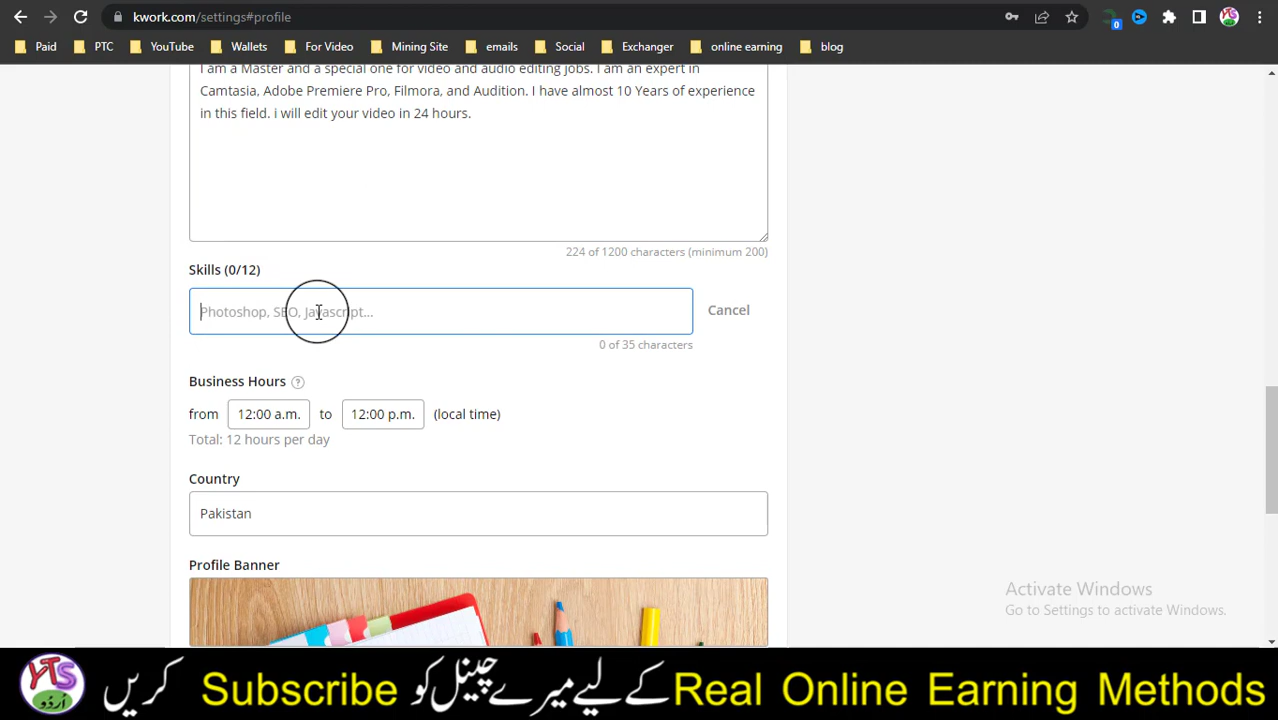 kwork.com/settings#profile
0
Paid PTC YouTube Wallets For Video Mining Site emails Social Exchanger online earning blog
I am a Master and a special one for video and audio editing jobs. I am an expert in
Camtasia, Adobe Premiere Pro, Filmora, and Audition. I have almost 10 Years of experience
in this field. i will edit your video in 24 hours.
224 of 1200 characters (minimum 200)
Skills (0/12)
Photoshop, SEO, Javascript...
Cancel
0 of 35 characters
Business Hours ?
from 12:00 a.m. to 12:00 p.m. (local time)
Total: 12 hours per day
Country
Pakistan
Profile Banner
Activate Windows
Go to Settings to activate Windows.
YTS
اردو
Real Online Earning Methods کے لیے میرے چینل کو Subscribe کریں